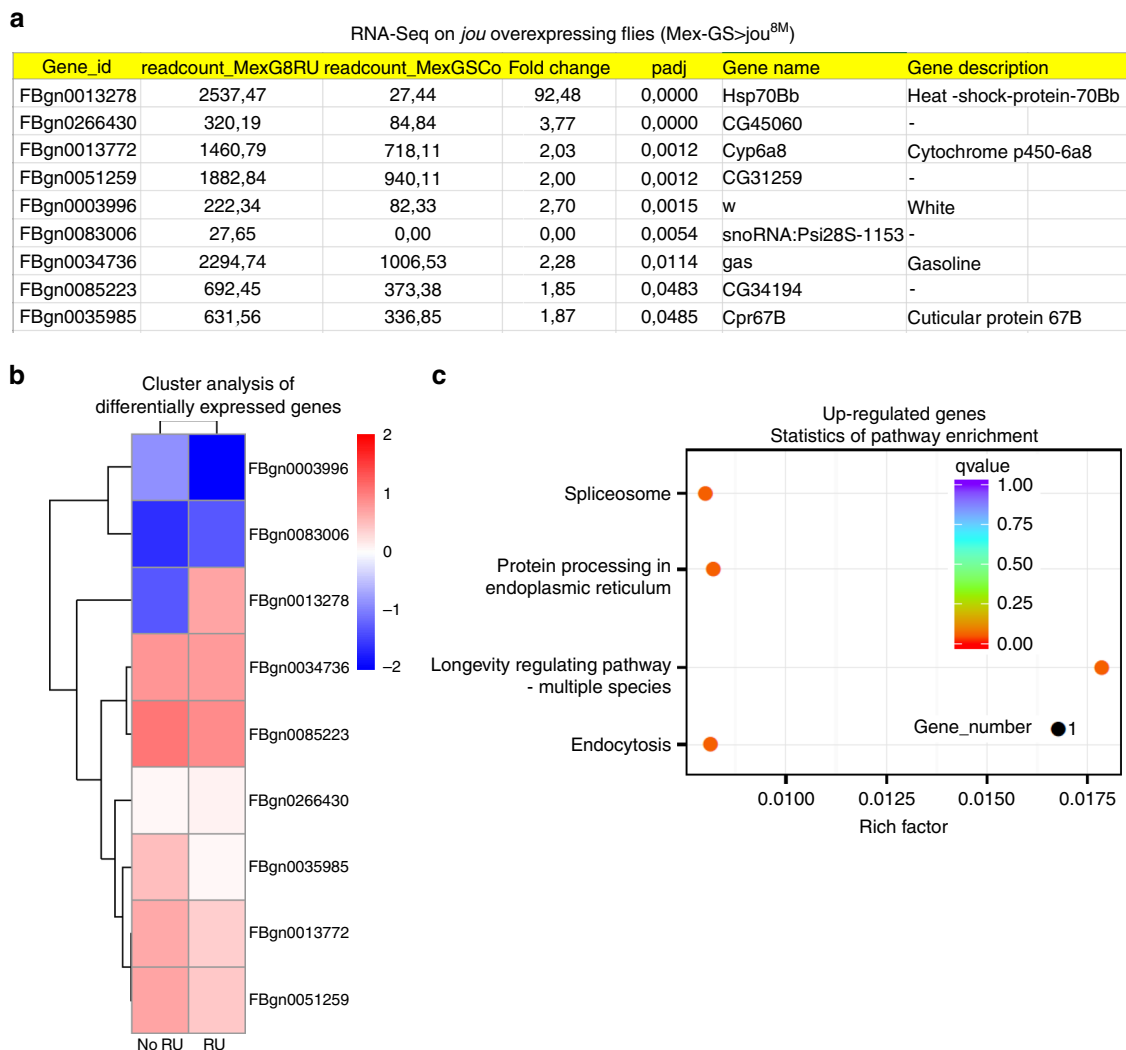 a
RNA-Seq on jou overexpressing flies (Mex-GS>jou8M)
Gene_id readcount_MexG8RU readcount_MexGSCo Fold change padj Gene name Gene description
FBgn0013278 2537,47 27,44 92,48 0,0000 Hsp70Bb Heat -shock-protein-70Bb
FBgn0266430 320,19 84,84 3,77 0,0000 CG45060 -
FBgn0013772 1460,79 718,11 2,03 0,0012 Cyp6a8 Cytochrome p450-6a8
FBgn0051259 1882,84 940,11 2,00 0,0012 CG31259 -
FBgn0003996 222,34 82,33 2,70 0,0015 w White
FBgn0083006 27,65 0,00 0,00 0,0054 snoRNA:Psi28S-1153 -
FBgn0034736 2294,74 1006,53 2,28 0,0114 gas Gasoline
FBgn0085223 692,45 373,38 1,85 0,0483 CG34194 -
FBgn0035985 631,56 336,85 1,87 0,0485 Cpr67B Cuticular protein 67B
b
Cluster analysis of
differentially expressed genes
2
1
0
−1
−2
FBgn0003996
FBgn0083006
FBgn0013278
FBgn0034736
FBgn0085223
FBgn0266430
FBgn0035985
FBgn0013772
FBgn0051259
No RU RU
c
Up-regulated genes
Statistics of pathway enrichment
Spliceosome
Protein processing in
endoplasmic reticulum
Longevity regulating pathway
- multiple species
Endocytosis
qvalue
1.00
0.75
0.50
0.25
0.00
Gene_number 1
0.0100 0.0125 0.0150 0.0175
Rich factor